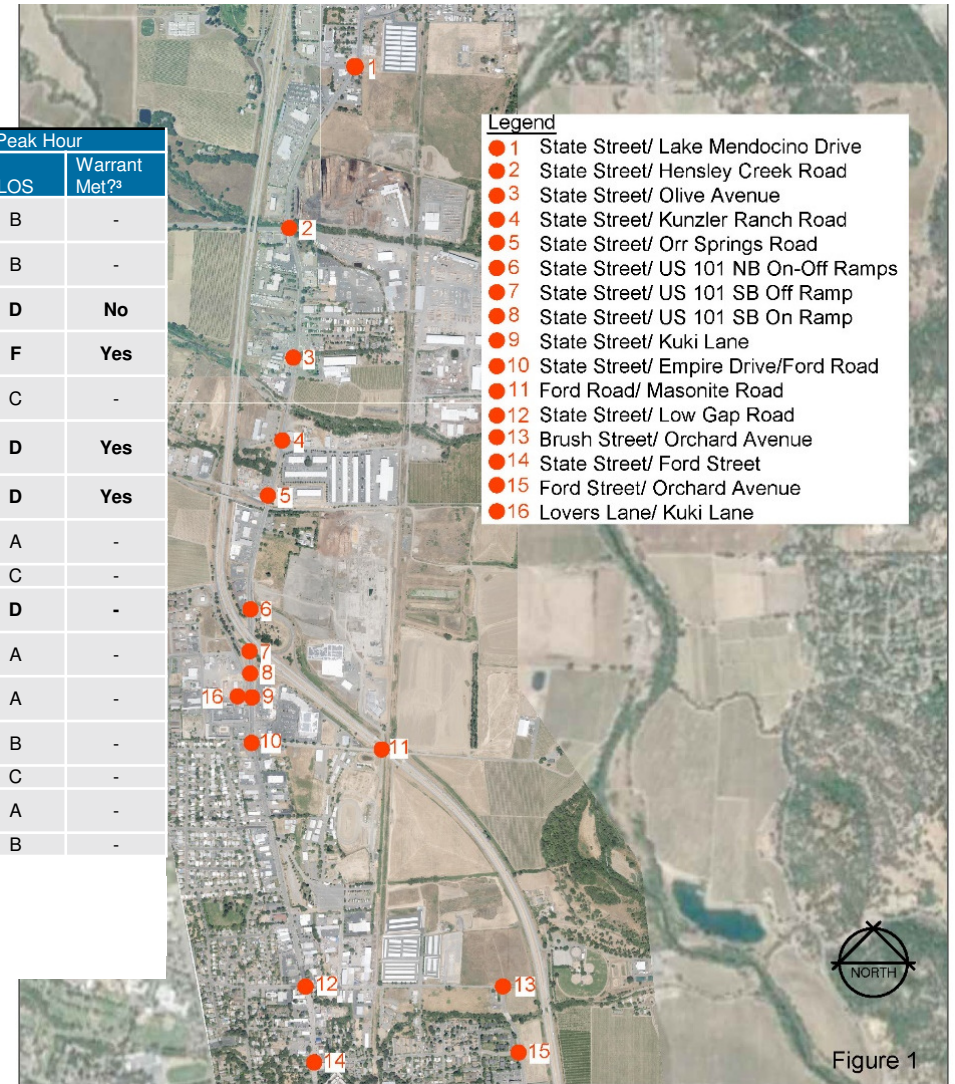 Peak Hour
LOS Warrant Met?³
B -
B -
D No
F Yes
C -
D Yes
D Yes
A -
C -
D -
A -
A -
B -
C -
A -
B -
Legend
1 State Street/ Lake Mendocino Drive
2 State Street/ Hensley Creek Road
3 State Street/ Olive Avenue
4 State Street/ Kunzler Ranch Road
5 State Street/ Orr Springs Road
6 State Street/ US 101 NB On-Off Ramps
7 State Street/ US 101 SB Off Ramp
8 State Street/ US 101 SB On Ramp
9 State Street/ Kuki Lane
10 State Street/ Empire Drive/Ford Road
11 Ford Road/ Masonite Road
12 State Street/ Low Gap Road
13 Brush Street/ Orchard Avenue
14 State Street/ Ford Street
15 Ford Street/ Orchard Avenue
16 Lovers Lane/ Kuki Lane
1
2
3
4
5
6
7
8
16 9
10
11
12
13
14
15
NORTH
Figure 1